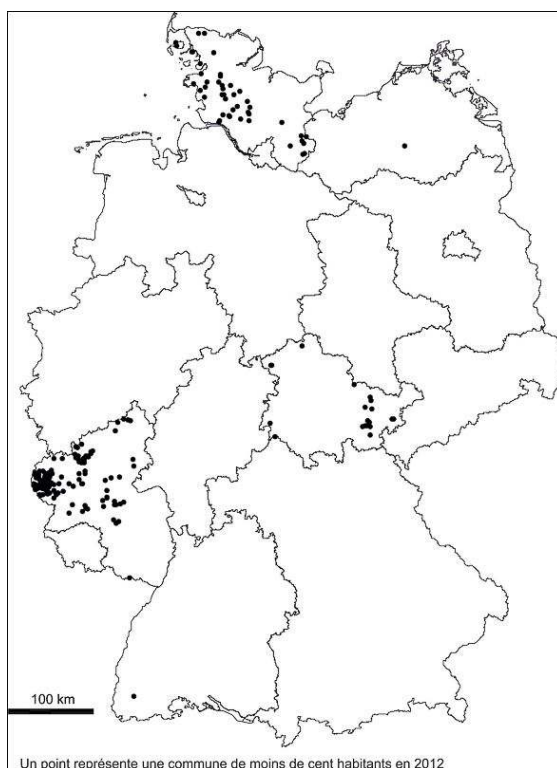 100 km
Un point représente une commune de moins de cent habitants en 2012